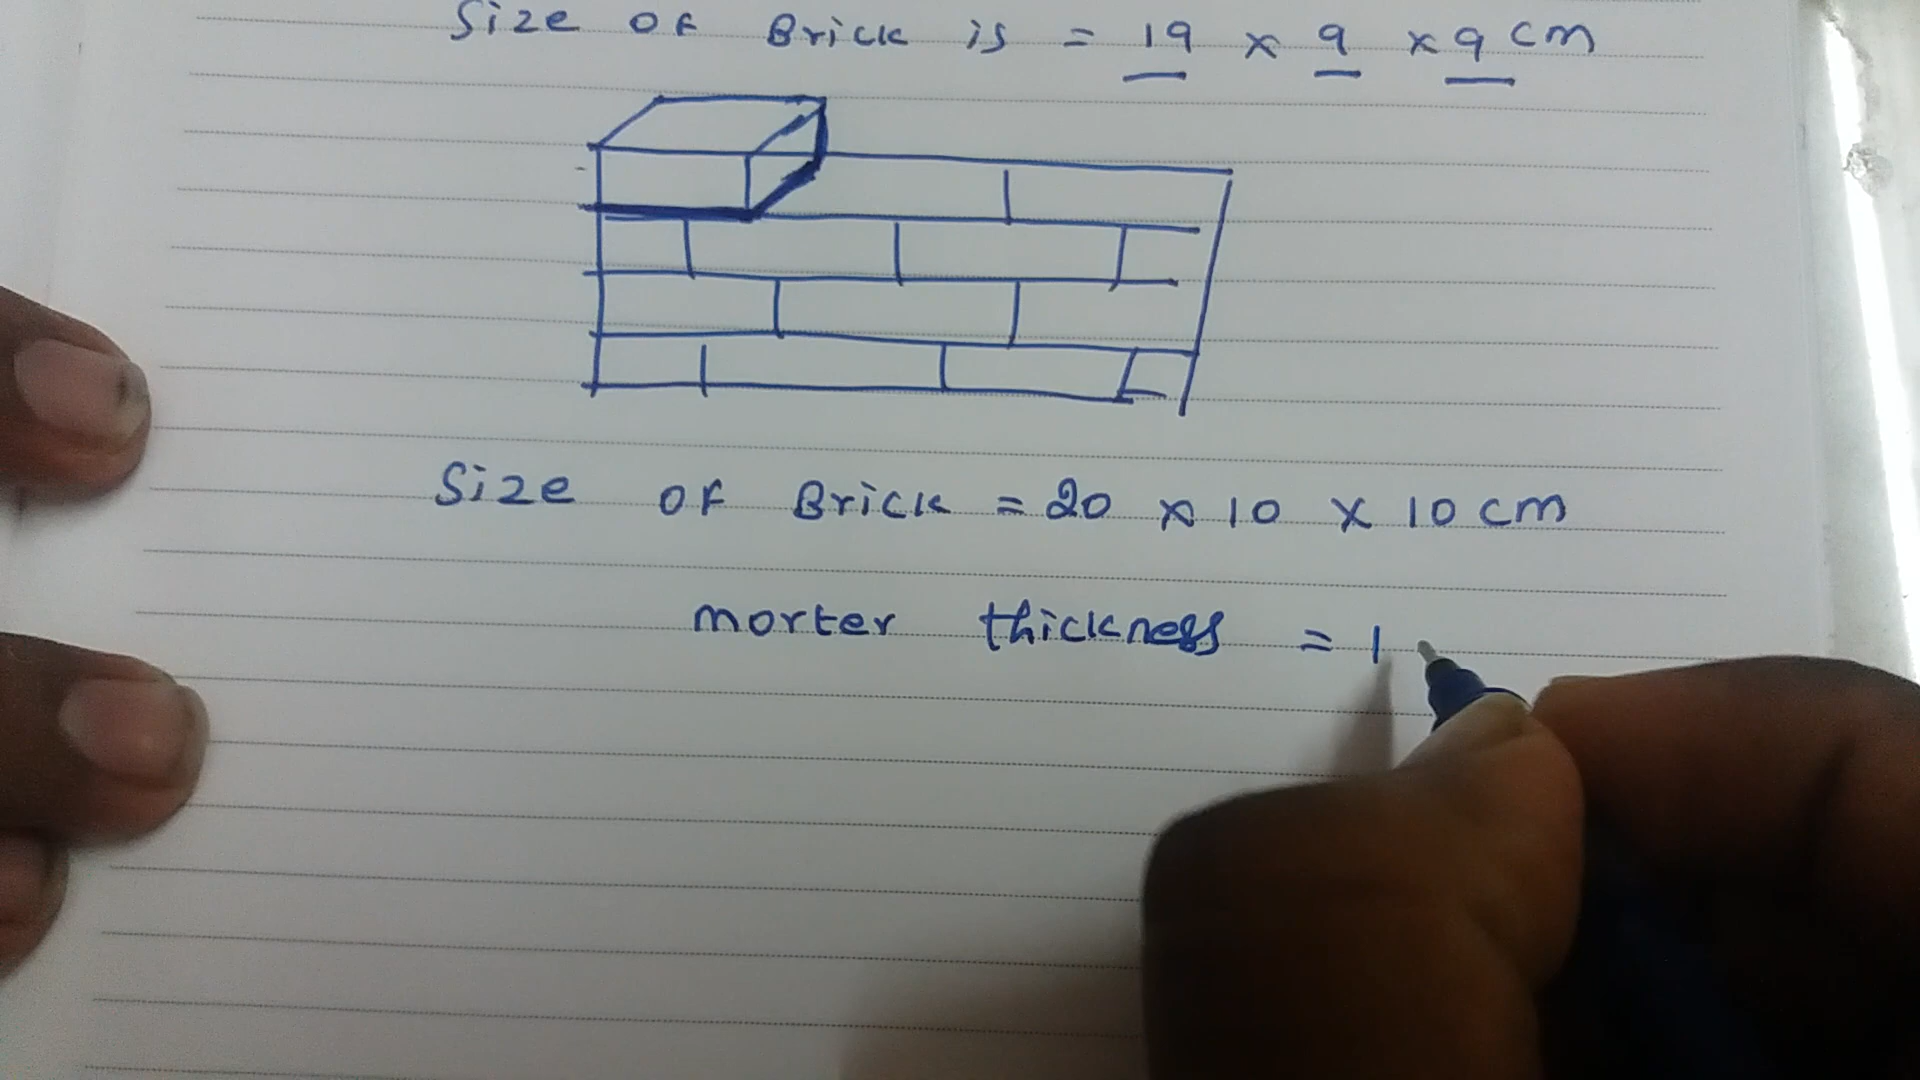 Size of Brick is = 19 x 9 x 9 cm
Size of Brick = 20 x 10 x 10 cm
morter thickness = 1